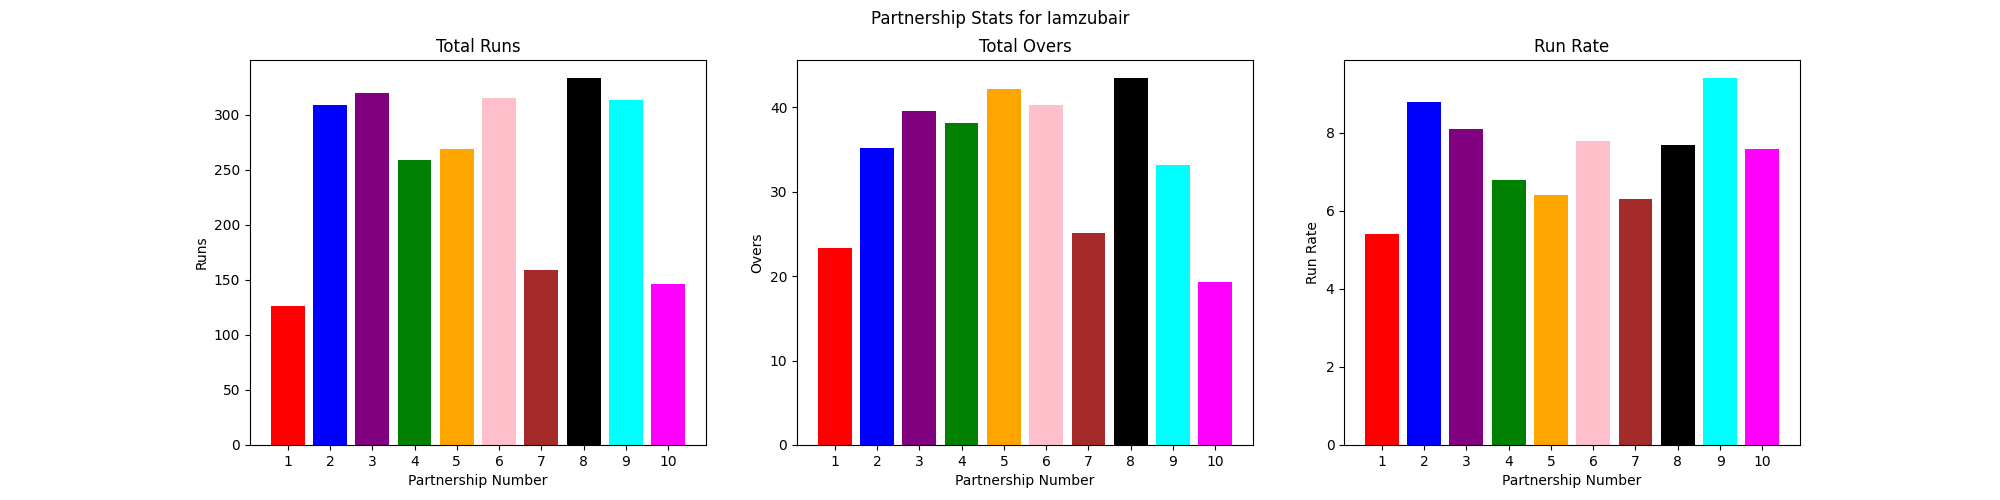 Partnership Stats for Iamzubair
Total Runs
Runs
300
250
200
150
100
50
0
1 2 3 4 5 6 7 8 9 10
Partnership Number
Total Overs
Overs
40
30
20
10
0
1 2 3 4 5 6 7 8 9 10
Partnership Number
Run Rate
Run Rate
8
6
4
2
0
1 2 3 4 5 6 7 8 9 10
Partnership Number